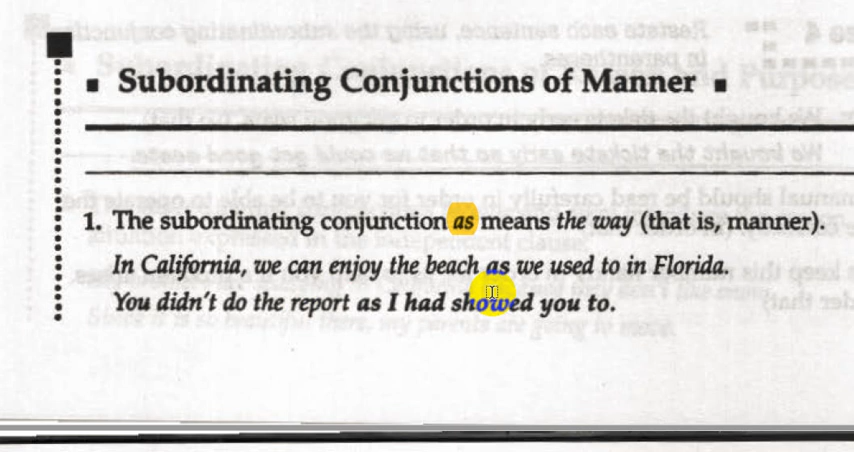 ▪ Subordinating Conjunctions of Manner ▪
1. The subordinating conjunction as means the way (that is, manner).
In California, we can enjoy the beach as we used to in Florida.
You didn't do the report as I had showed you to.